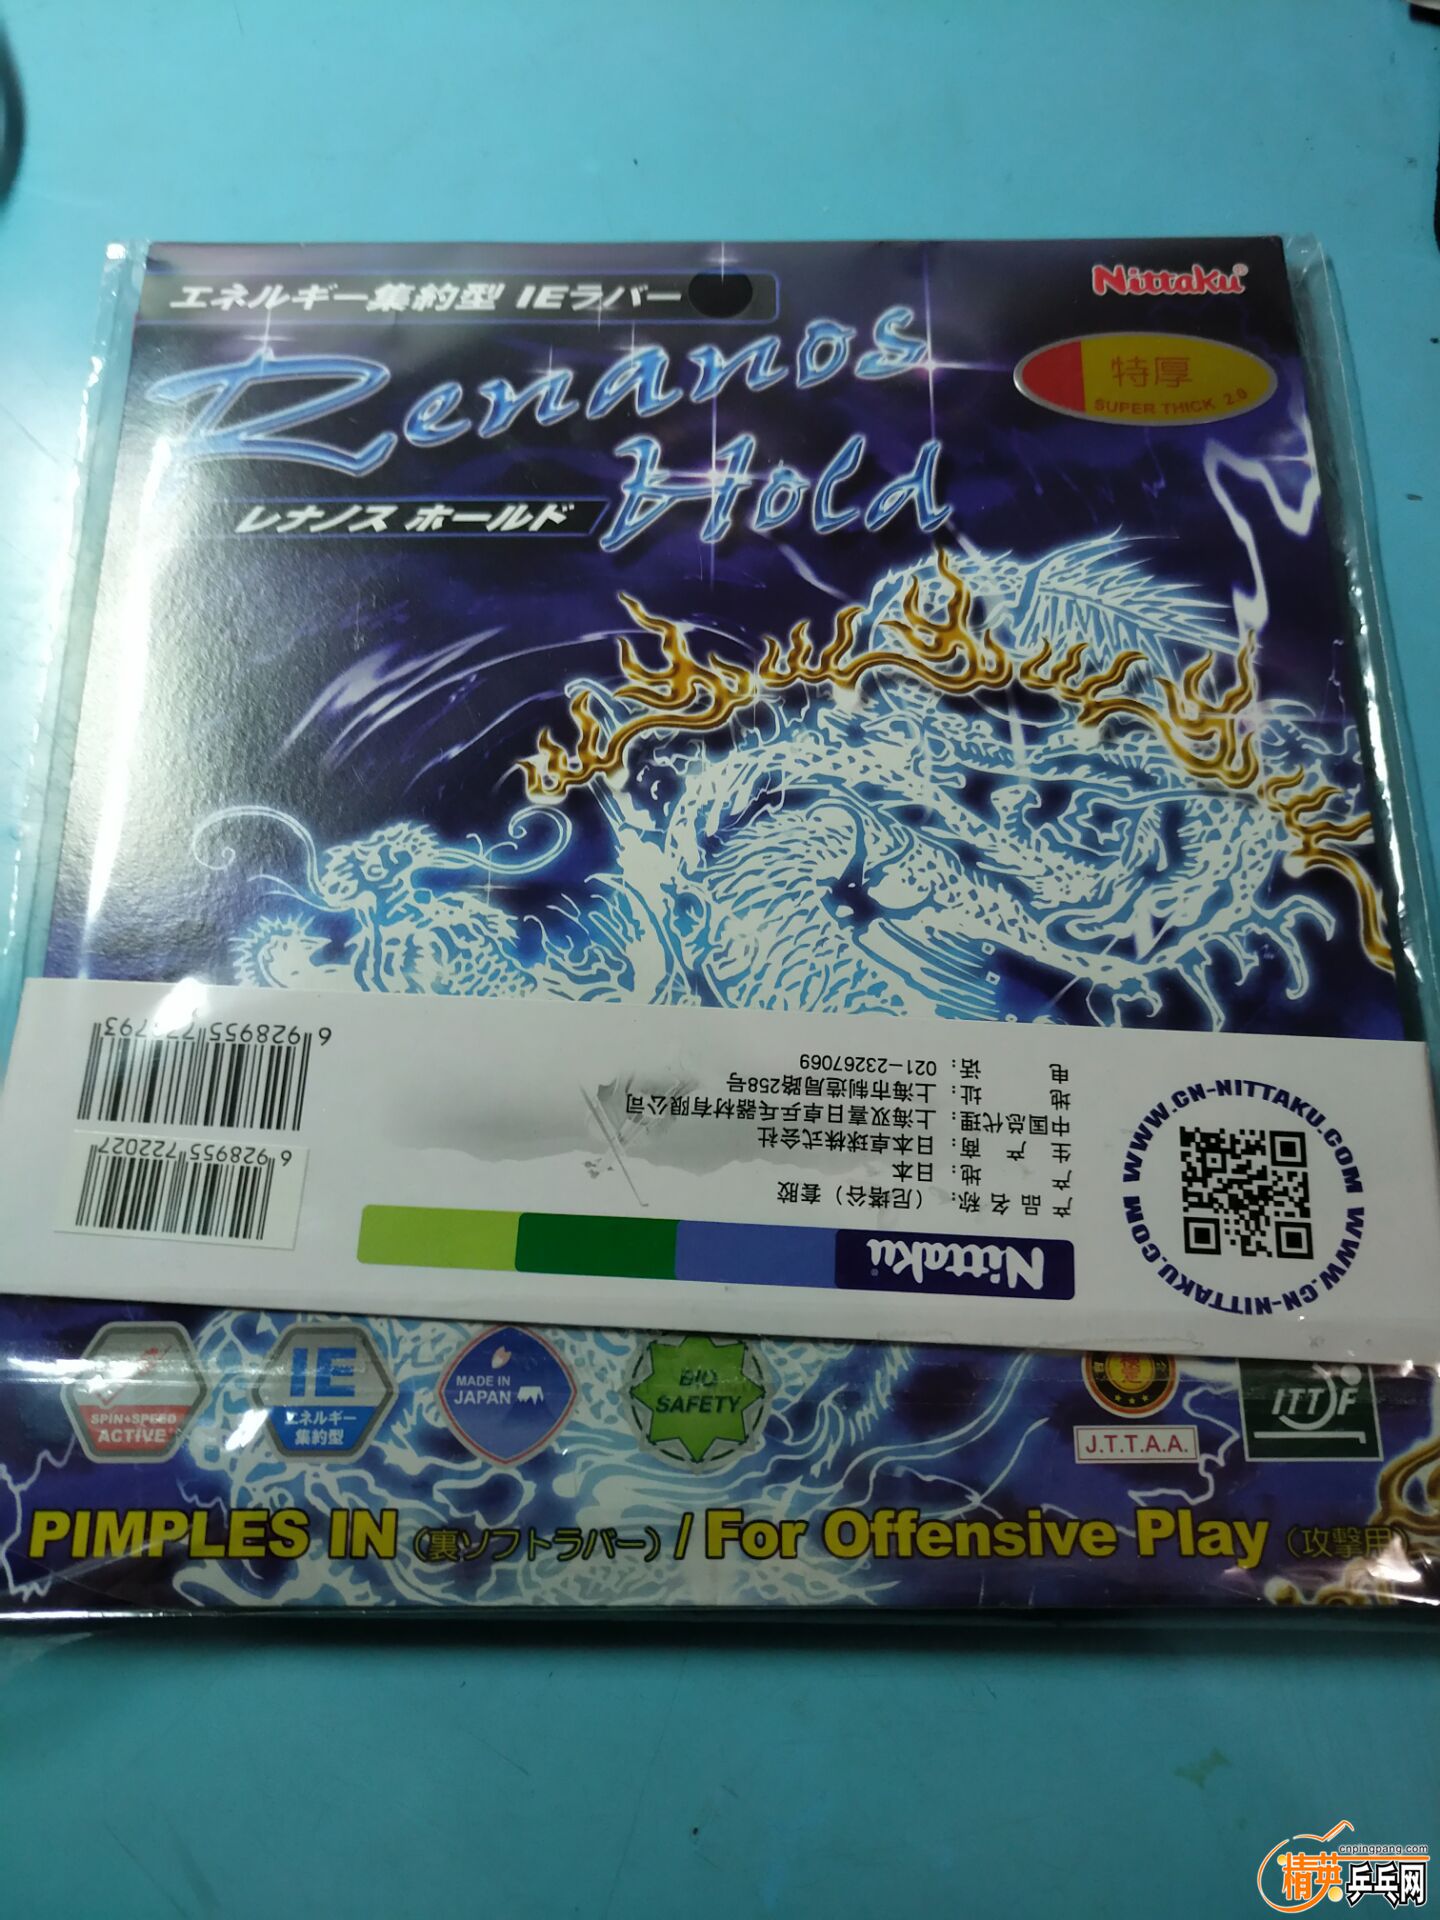 エネルギー集約型 IEラバー
Nittaku®
Renanos
Hold
特厚
SUPER THICK 2.0
レナノス ホールド
Nittaku
产品名称：（尼塔谷）套胶
产地：日本
生产商：日本卓球株式会社
中国总代理：上海双喜日卓乒乓器材有限公司
地址：上海市制造局路258号
电话：021-23267069
WWW.CN-NITTAKU.COM WWW.CN-NITTAKU.COM
6 928955 722027
SPIN+SPEED
ACTIVE
IE
エネルギー
集約型
MADE IN
JAPAN
BIO
SAFETY
J.T.T.A.A.
ITTF
PIMPLES IN（裏ソフトラバー）/ For Offensive Play（攻撃用）
cnpingpang.com
精英乒乓网